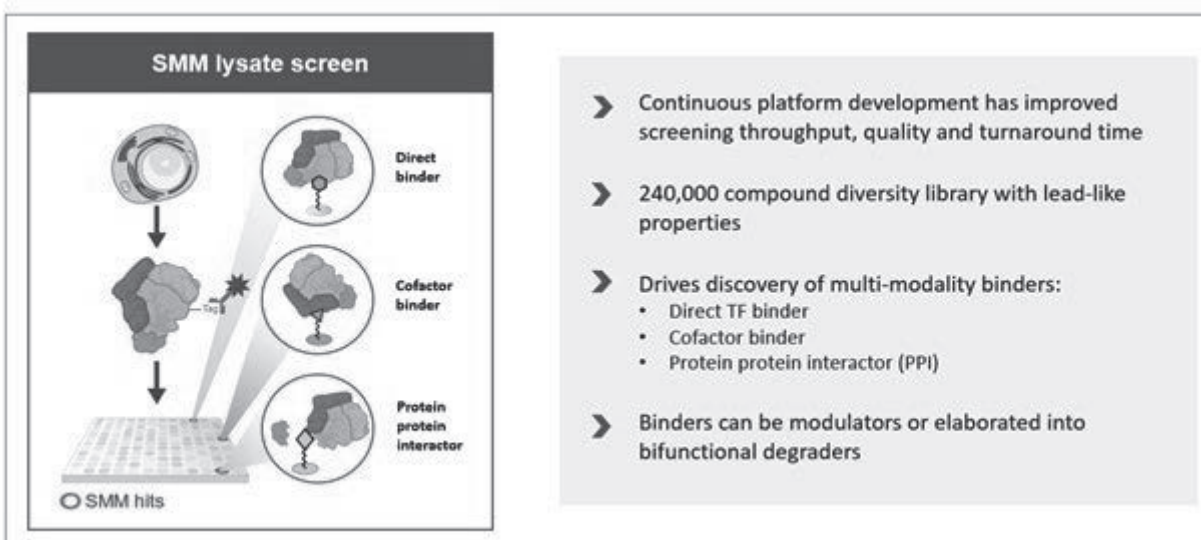 SMM lysate screen
Direct
binder
Tag
Cofactor
binder
Protein
protein
interactor
SMM hits
Continuous platform development has improved
screening throughput, quality and turnaround time
240,000 compound diversity library with lead-like
properties
Drives discovery of multi-modality binders:
• Direct TF binder
• Cofactor binder
• Protein protein interactor (PPI)
Binders can be modulators or elaborated into
bifunctional degraders